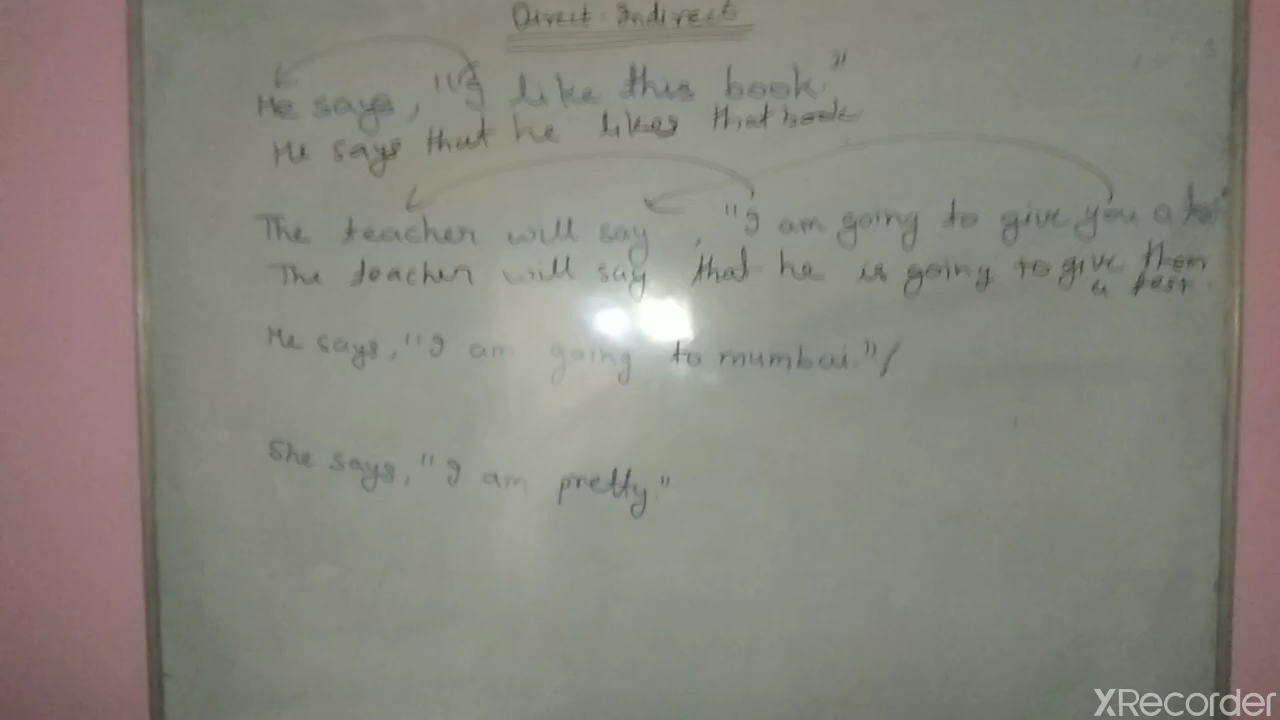 Direct - Indirect
He says, "I like this book."
He says that he likes that book
The teacher will say, "I am going to give you a
The teacher will say that he is going to give them
a test.
He says, "I am going to mumbai."/
She says, "I am pretty."
XRecorder